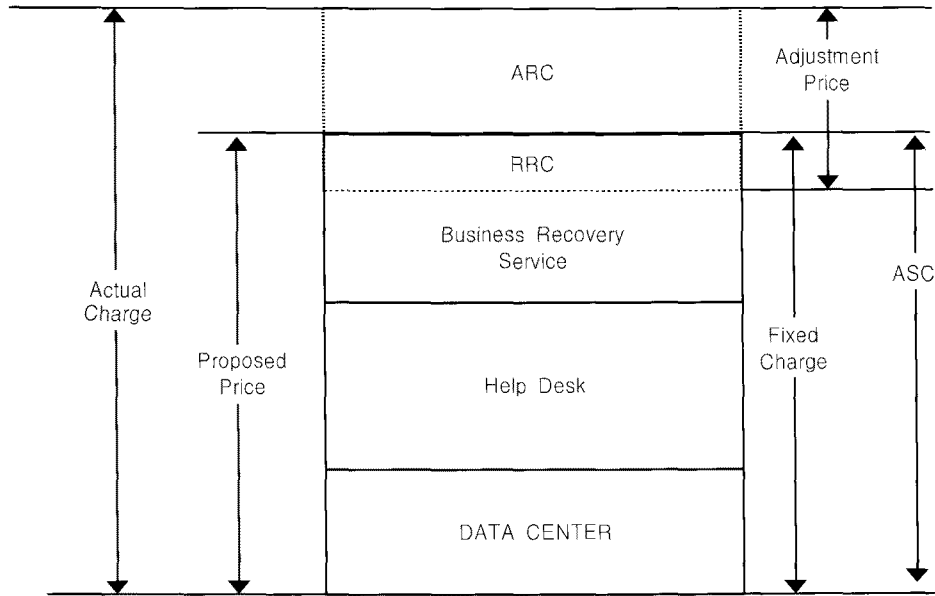 ARC
Adjustment
Price
RRC
Business Recovery
Service
ASC
Actual
Charge
Fixed
Charge
Proposed
Price
Help Desk
DATA CENTER